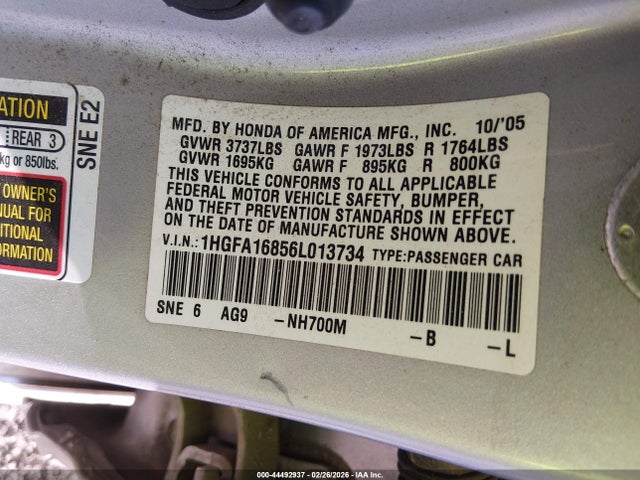 ATION
REAR 3
kg or 850lbs.
OWNER'S
NUAL FOR
DITIONAL
ORMATION
SNE E2
MFD. BY HONDA OF AMERICA MFG., INC. 10/'05
GVWR 3737LBS GAWR F 1973LBS R 1764LBS
GVWR 1695KG GAWR F 895KG R 800KG
THIS VEHICLE CONFORMS TO ALL APPLICABLE
FEDERAL MOTOR VEHICLE SAFETY, BUMPER,
AND THEFT PREVENTION STANDARDS IN EFFECT
ON THE DATE OF MANUFACTURE SHOWN ABOVE.
V.I.N.: 1HGFA16856L013734 TYPE:PASSENGER CAR
SNE 6 AG9 -NH700M -B -L
000-44492937 - 02/26/2026 - IAA Inc.